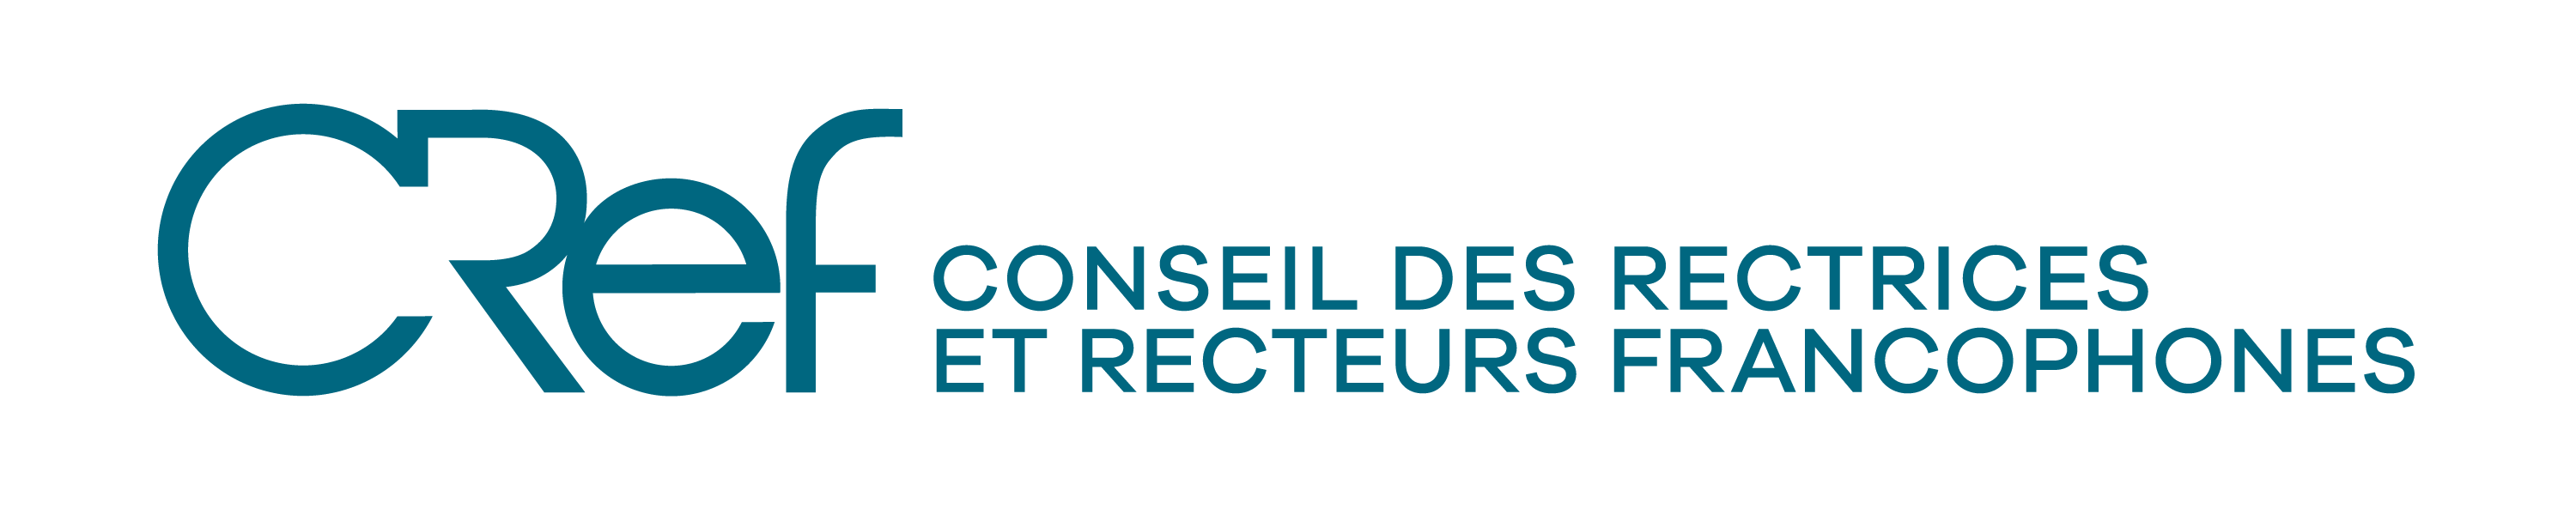 CRef
CONSEIL DES RECTRICES
ET RECTEURS FRANCOPHONES